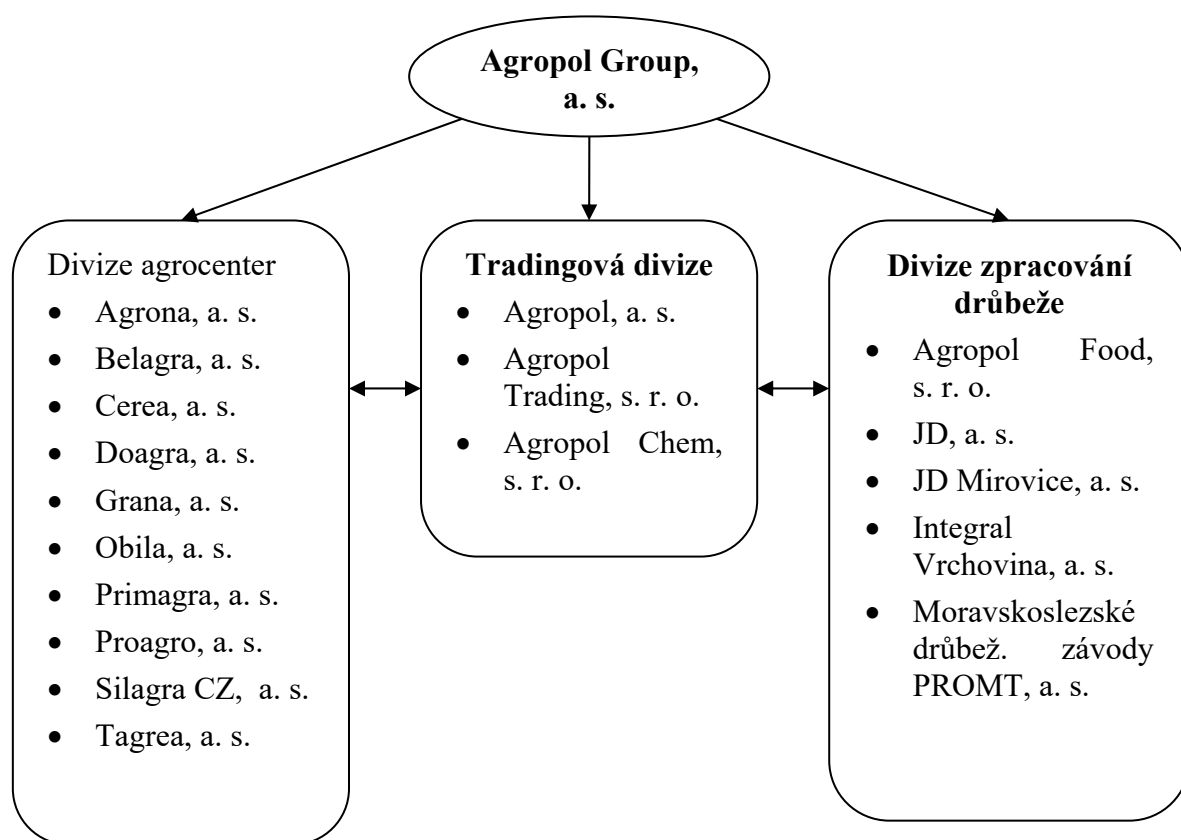 Agropol Group,
a. s.
Divize agrocenter
• Agrona, a. s.
• Belagra, a. s.
• Cerea, a. s.
• Doagra, a. s.
• Grana, a. s.
• Obila, a. s.
• Primagra, a. s.
• Proagro, a. s.
• Silagra CZ, a. s.
• Tagrea, a. s.
Tradingová divize
• Agropol, a. s.
• Agropol
Trading, s. r. o.
• Agropol Chem,
s. r. o.
Divize zpracování
drůbeže
• Agropol Food,
s. r. o.
• JD, a. s.
• JD Mirovice, a. s.
• Integral
Vrchovina, a. s.
• Moravskoslezské
drůbež. závody
PROMT, a. s.